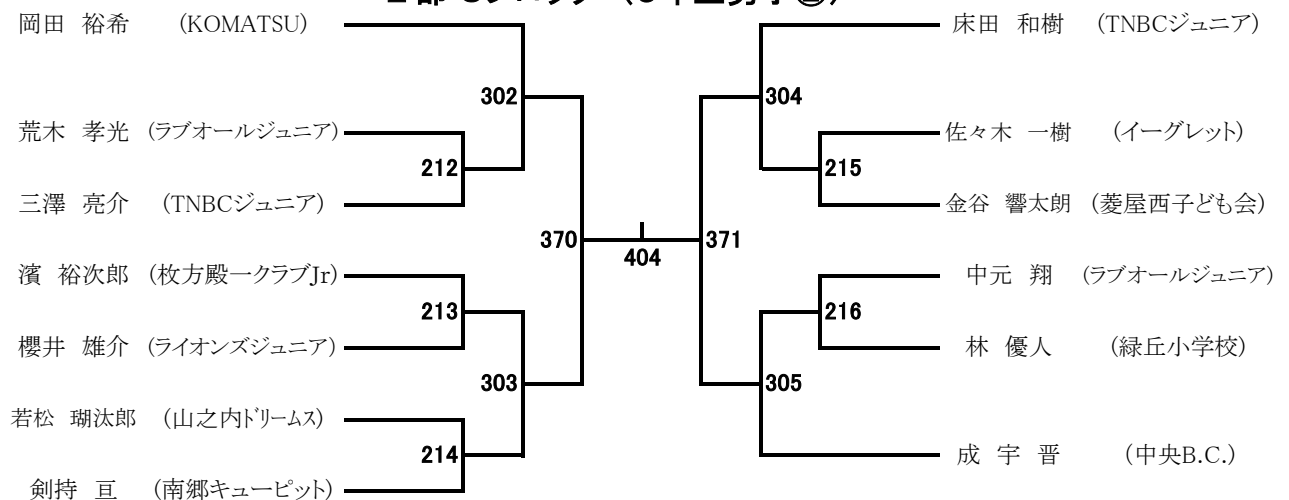 岡田 裕希 (KOMATSU)
302
荒木 孝光 (ラブオールジュニア)
212
三澤 亮介 (TNBCジュニア)
370
濱 裕次郎 (枚方殿一クラブJr)
213
櫻井 雄介 (ライオンズジュニア)
303
若松 瑚汰郎 (山之内ドリームス)
214
剣持 亘 (南郷キューピット)
404
床田 和樹 (TNBCジュニア)
304
佐々木 一樹 (イーグレット)
215
金谷 響太朗 (菱屋西子ども会)
371
中元 翔 (ラブオールジュニア)
216
林 優人 (緑丘小学校)
305
成 宇 晋 (中央B.C.)